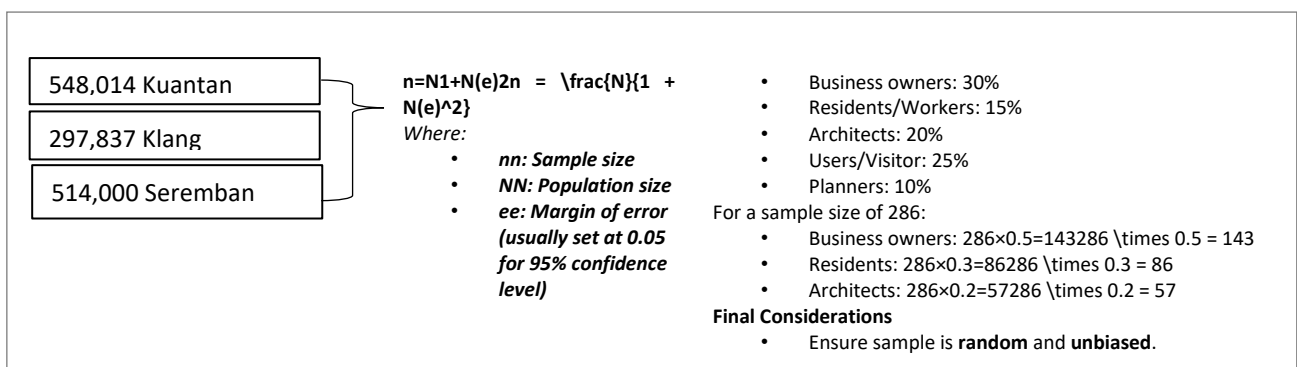 548,014 Kuantan
297,837 Klang
514,000 Seremban
n=N1+N(e)2n = \frac{N}{1 +
N(e)^2}
Where:
• nn: Sample size
• NN: Population size
• ee: Margin of error
(usually set at 0.05
for 95% confidence
level)
• Business owners: 30%
• Residents/Workers: 15%
• Architects: 20%
• Users/Visitor: 25%
• Planners: 10%
For a sample size of 286:
• Business owners: 286×0.5=143286 \times 0.5 = 143
• Residents: 286×0.3=86286 \times 0.3 = 86
• Architects: 286×0.2=57286 \times 0.2 = 57
Final Considerations
• Ensure sample is random and unbiased.